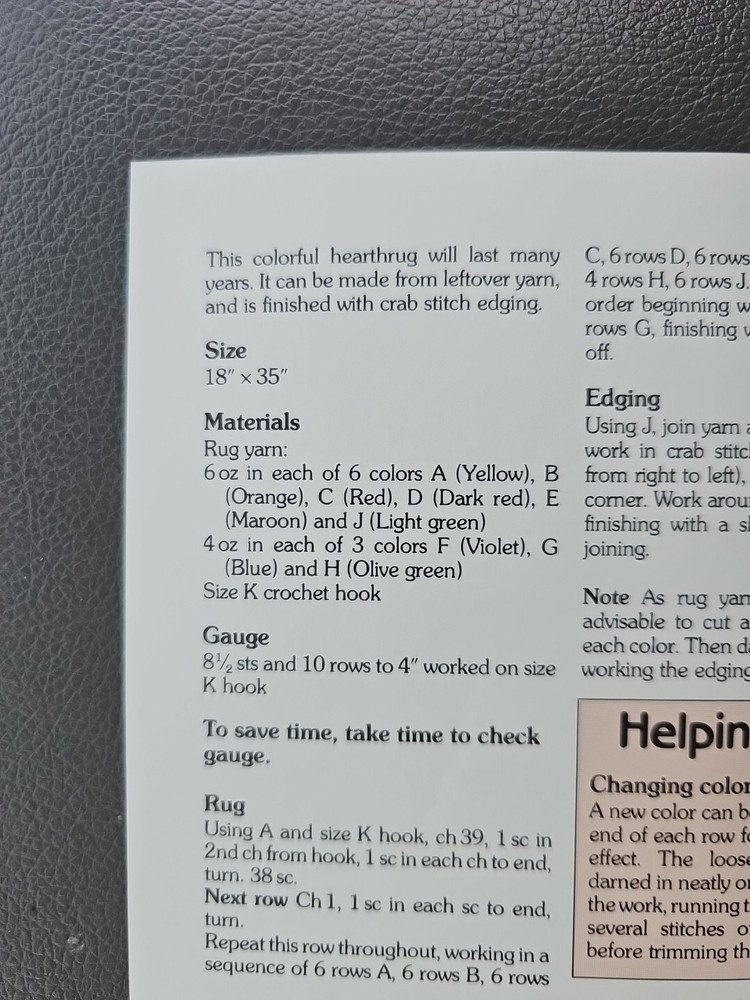 This colorful hearthrug will last many
years. It can be made from leftover yarn,
and is finished with crab stitch edging.
Size
18″ × 35″
Materials
Rug yarn:
6 oz in each of 6 colors A (Yellow), B
(Orange), C (Red), D (Dark red), E
(Maroon) and J (Light green)
4 oz in each of 3 colors F (Violet), G
(Blue) and H (Olive green)
Size K crochet hook
Gauge
8½ sts and 10 rows to 4″ worked on size
K hook
To save time, take time to check
gauge.
Rug
Using A and size K hook, ch 39, 1 sc in
2nd ch from hook, 1 sc in each ch to end,
turn. 38 sc.
Next row Ch 1, 1 sc in each sc to end,
turn.
Repeat this row throughout, working in a
sequence of 6 rows A, 6 rows B, 6 rows
C, 6 rows D, 6 rows
4 rows H, 6 rows J.
order beginning w
rows G, finishing w
off.
Edging
Using J, join yarn a
work in crab stitc
from right to left),
corner. Work arou
finishing with a sl
joining.
Note As rug yarn
advisable to cut a
each color. Then da
working the edging
Helpin
Changing color
A new color can b
end of each row fo
effect. The loose
darned in neatly o
the work, running t
several stitches o
before trimming th